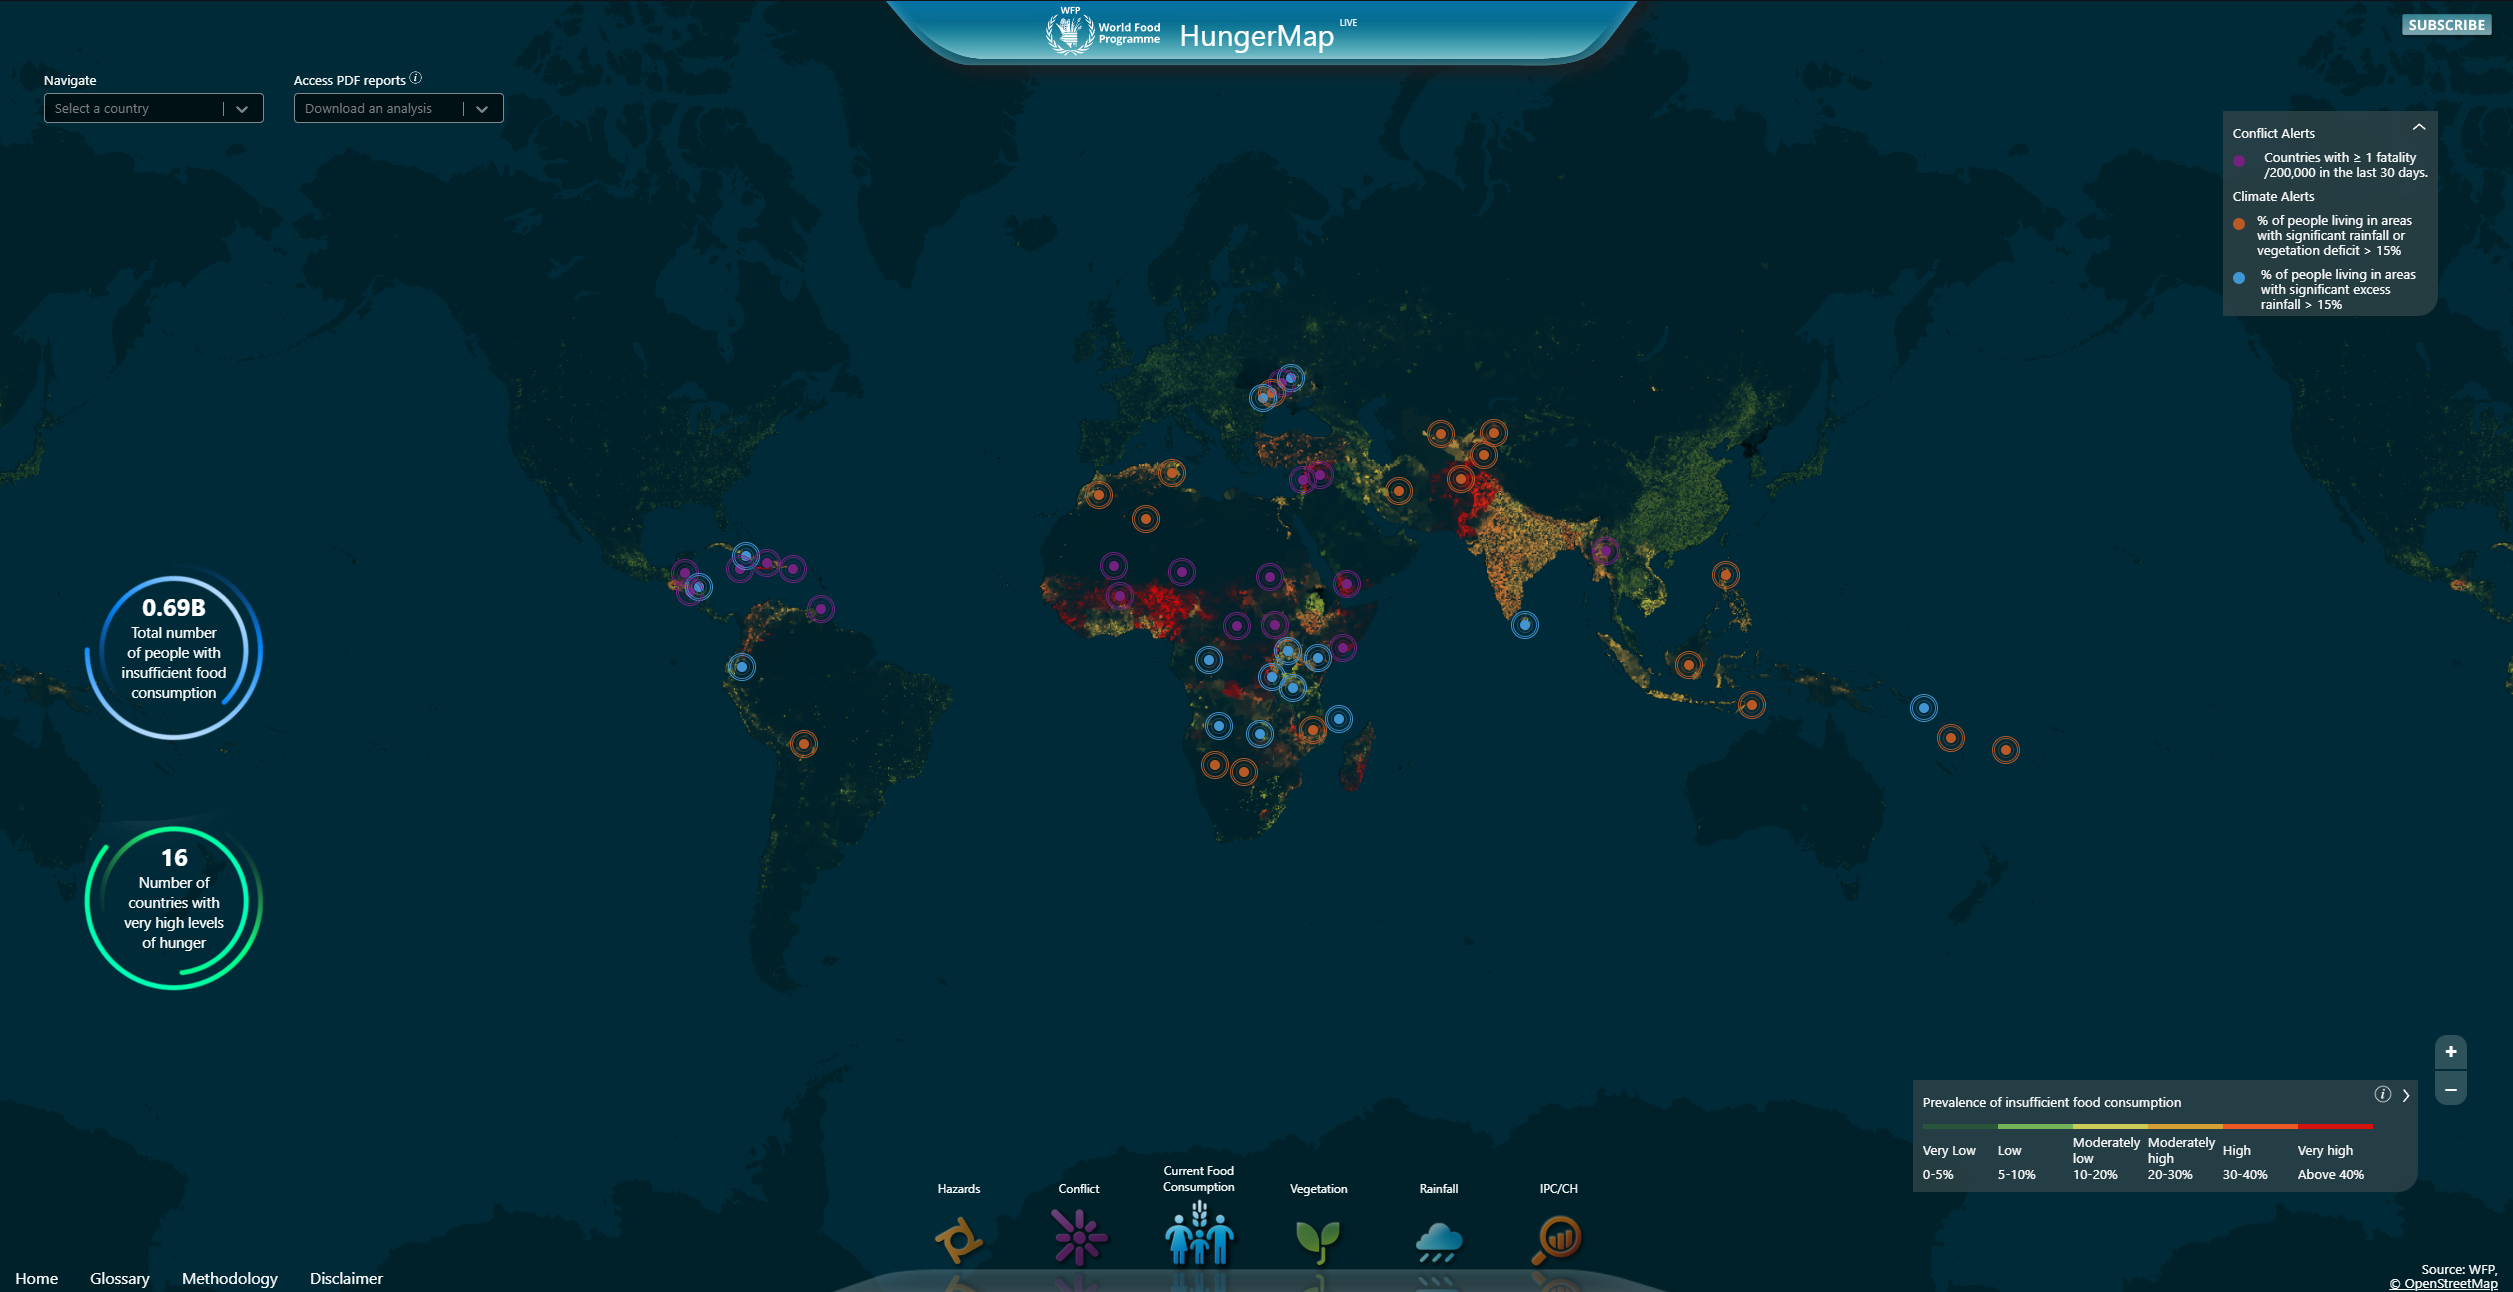 WFP
World Food
Programme
HungerMap
LIVE
SUBSCRIBE
Navigate
Select a country
Access PDF reports
Download an analysis
Conflict Alerts
Countries with ≥ 1 fatality
/200,000 in the last 30 days.
Climate Alerts
% of people living in areas
with significant rainfall or
vegetation deficit > 15%
% of people living in areas
with significant excess
rainfall > 15%
0.69B
Total number
of people with
insufficient food
consumption
16
Number of
countries with
very high levels
of hunger
+
−
Prevalence of insufficient food consumption
Very Low
0-5%
Low
5-10%
Moderately
low
10-20%
Moderately
high
20-30%
High
30-40%
Very high
Above 40%
Hazards
Conflict
Current Food
Consumption
Vegetation
Rainfall
IPC/CH
Home
Glossary
Methodology
Disclaimer
Source: WFP,
© OpenStreetMap